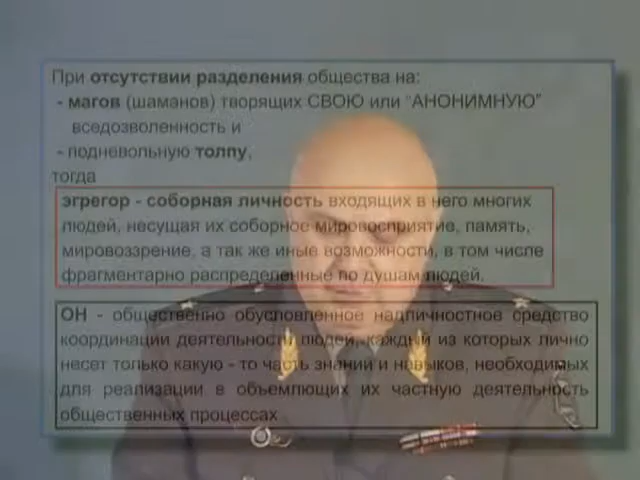 При отсутствии разделения общества на:
- магов (шаманов) творящих СВОЮ или "АНОНИМНУЮ"
вседозволенность и
- подневольную толпу,
тогда
эгрегор - соборная личность входящих в него многих
людей, несущая их соборное мировосприятие, память,
мировоззрение, а так же иные возможности, в том числе
фрагментарно распределенные по душам людей.
ОН - общественно обусловленное надличностное средство
координации деятельности людей, каждый из которых лично
несет только какую - то часть знаний и навыков, необходимых
для реализации в объемлющих их частную деятельность
общественных процессах